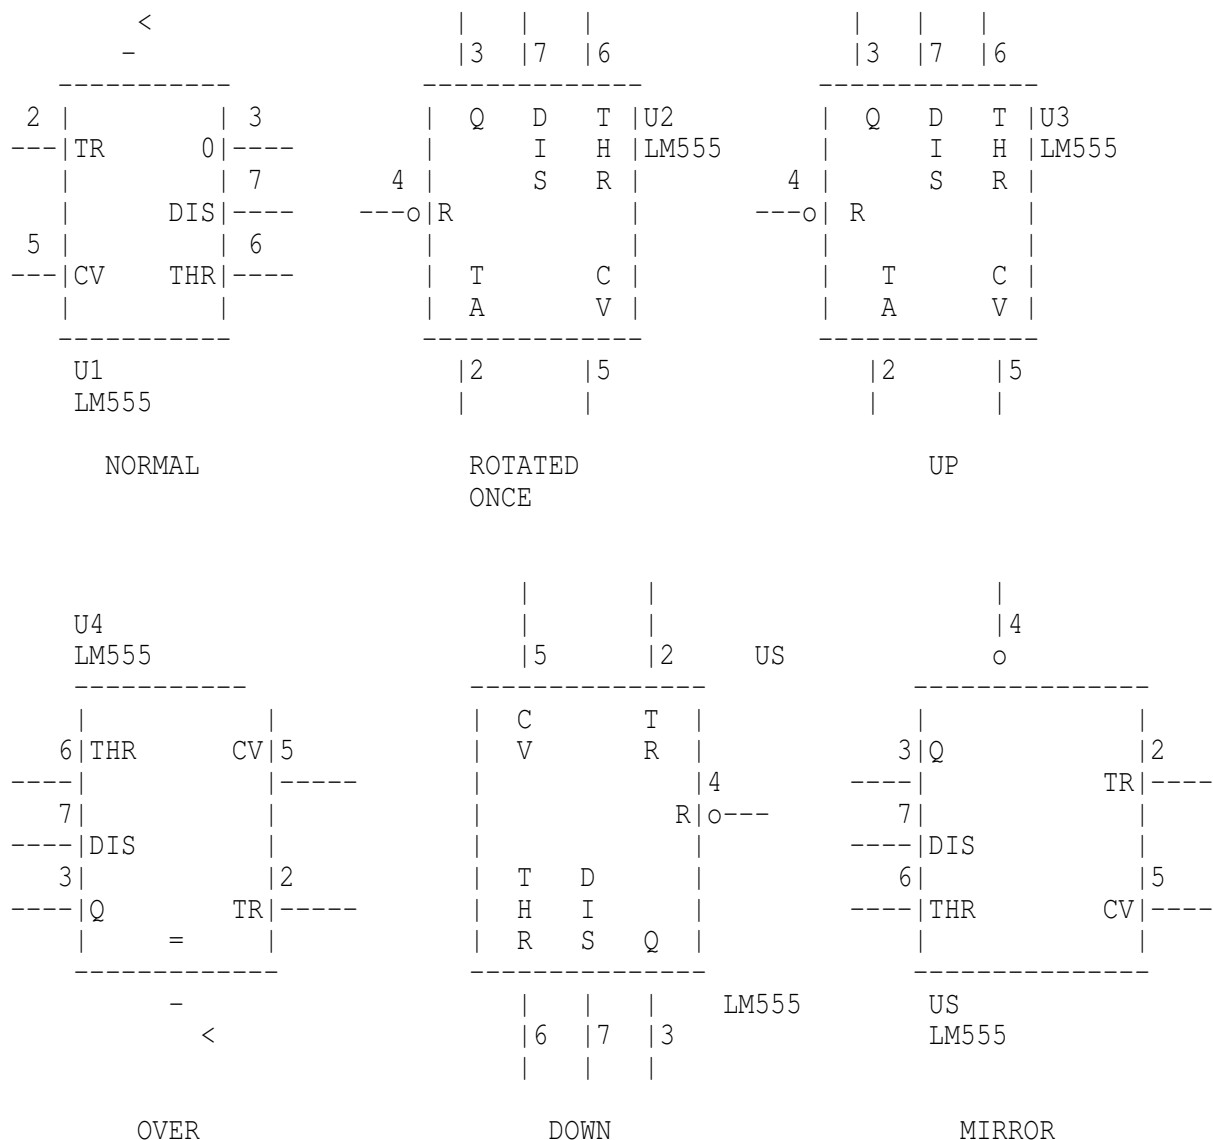 <           |   |   |                 |   |   |
-                     |3  |7  |6                |3  |7  |6
-----------            --------------           --------------
2 |          | 3            |  Q   D   T |U2         |  Q   D   T |U3
---|TR      0|----          |      I   H |LM555      |      I   H |LM555
|          | 7          4 |      S   R |         4 |      S   R |
|      DIS|----       ---o|R           |       ---o| R          |
5 |          | 6            |            |           |            |
---|CV    THR|----          |  T       C |           |   T      C |
|          |              |  A       V |           |   A      V |
-----------            --------------           --------------
U1                       |2      |5                |2      |5
LM555                    |       |                 |       |
NORMAL                 ROTATED                      UP
ONCE
|       |                     |
U4                            |       |                     |4
LM555                         |5      |2      US            o
-----------              ---------------             ---------------
|            |            |  C       T  |             |             |
6|THR      CV|5            |  V       R  |            3|Q            |2
----|            |-----       |             |4        ----|           TR|----
7|            |            |            R|o---        7|             |
----|DIS         |            |             |         ----|DIS          |
3|            |2           |  T   D      |            6|             |5
----|Q         TR|-----       |  H   I      |         ----|THR        CV|----
|     =      |            |  R   S   Q  |             |             |
-------------            ---------------             ---------------
-                      |   |   |    LM555         US
<                    |6  |7  |3                 LM555
|   |   |
OVER                      DOWN                      MIRROR